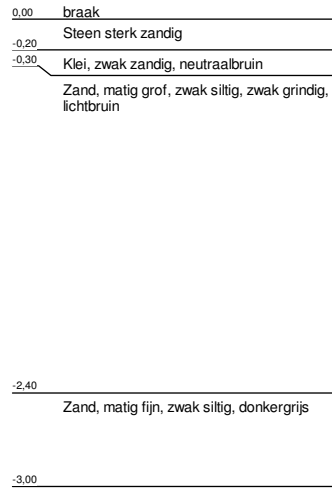 0,00 braak
Steen sterk zandig
-0,20
-0,30 Klei, zwak zandig, neutraalbruin
Zand, matig grof, zwak siltig, zwak grindig,
lichtbruin
-2,40
Zand, matig fijn, zwak siltig, donkergrijs
-3,00